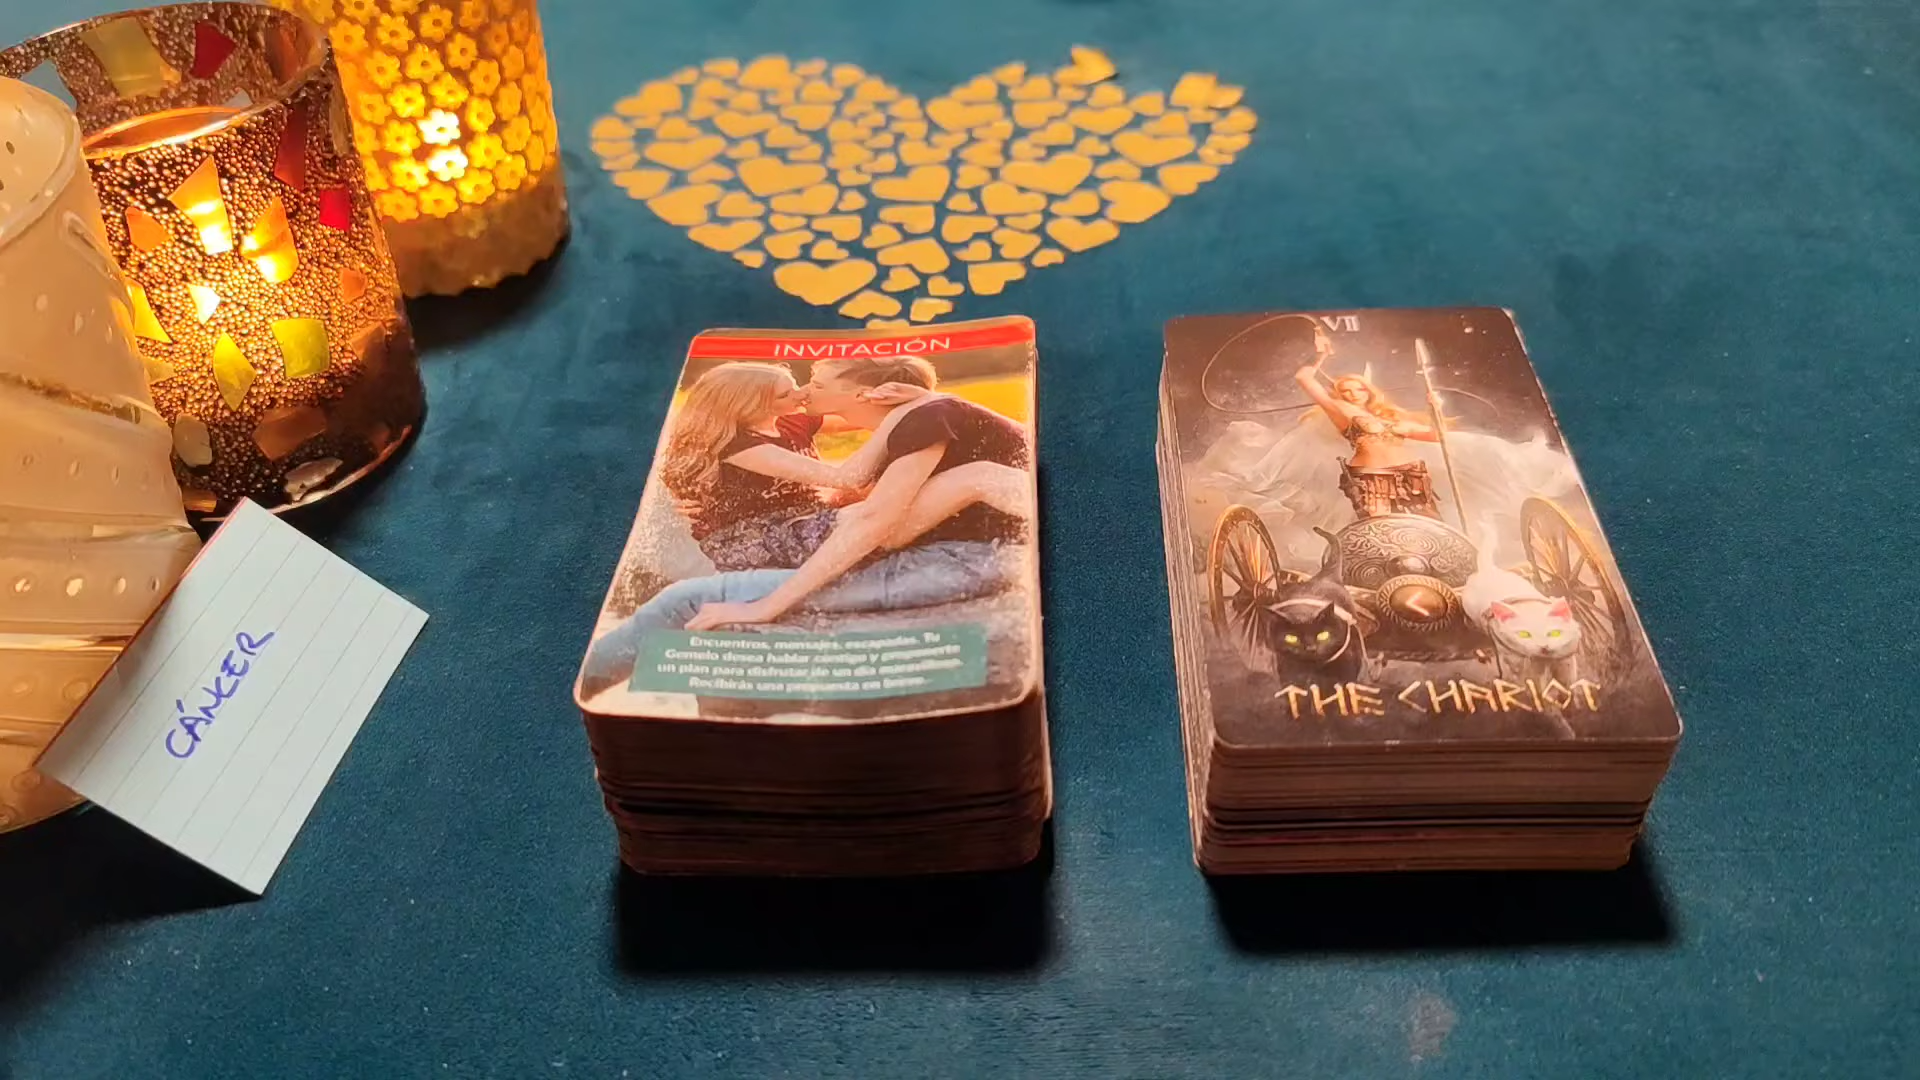 INVITACIÓN
Encuentros, mensajes, escapadas. Tu
Gemelo desea hablar contigo y proponerte
un plan para disfrutar de un día maravilloso.
Recibirás una propuesta en breve.
VII
THE CHARIOT
CÁNCER